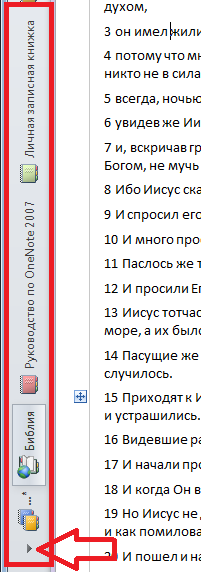 Личная записная книжка
Руководство по OneNote 2007
Библия
...
духом,
3 он имел жили
4 потому что мн
никто не в сила
5 всегда, ночью
6 увидев же Ии
7 и, вскричав гр
Богом, не мучь
8 Ибо Иисус ска
9 И спросил его
10 И много про
11 Паслось же т
12 И просили Ег
13 Иисус тотчас
море, а их было
14 Пасущие же
случилось.
15 Приходят к И
и устрашились.
16 Видевшие ра
17 И начали про
18 И когда Он в
19 Но Иисус не д
и как помилова
20 И пошел и на